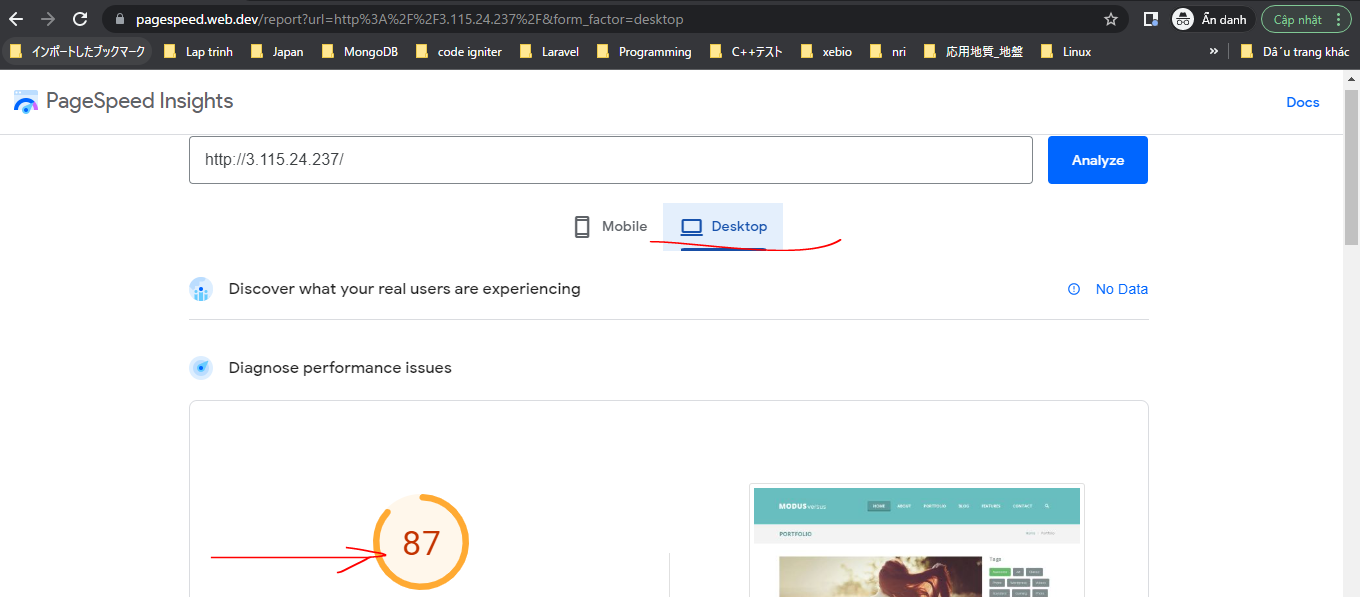 pagespeed.web.dev/report?url=http%3A%2F%2F3.115.24.237%2F&form_factor=desktop
Ẩn danh
Cập nhật
インポートしたブックマーク
Lap trinh
Japan
MongoDB
code igniter
Laravel
Programming
C++テスト
xebio
nri
応用地質_地盤
Linux
»
Dấu trang khác
PageSpeed Insights
Docs
http://3.115.24.237/
Analyze
Mobile
Desktop
Discover what your real users are experiencing
No Data
Diagnose performance issues
87
MODUS versus
HOME
ABOUT
PORTFOLIO
BLOG
FEATURES
CONTACT
PORTFOLIO
Tags